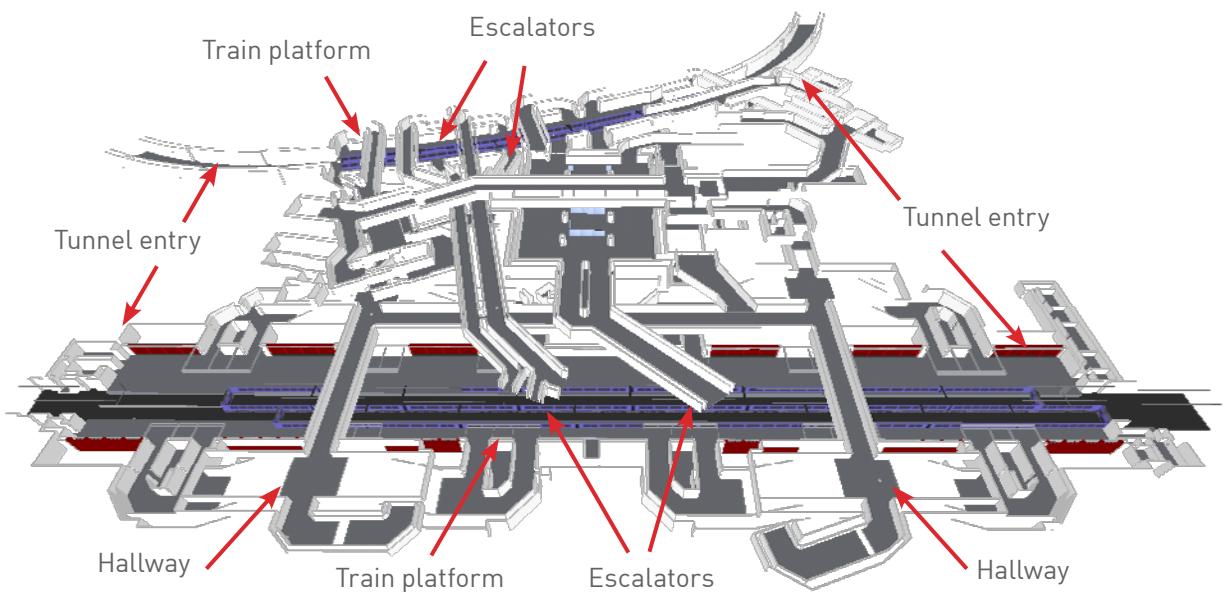 Escalators
Train platform
Tunnel entry
Tunnel entry
Hallway
Train platform
Escalators
Hallway